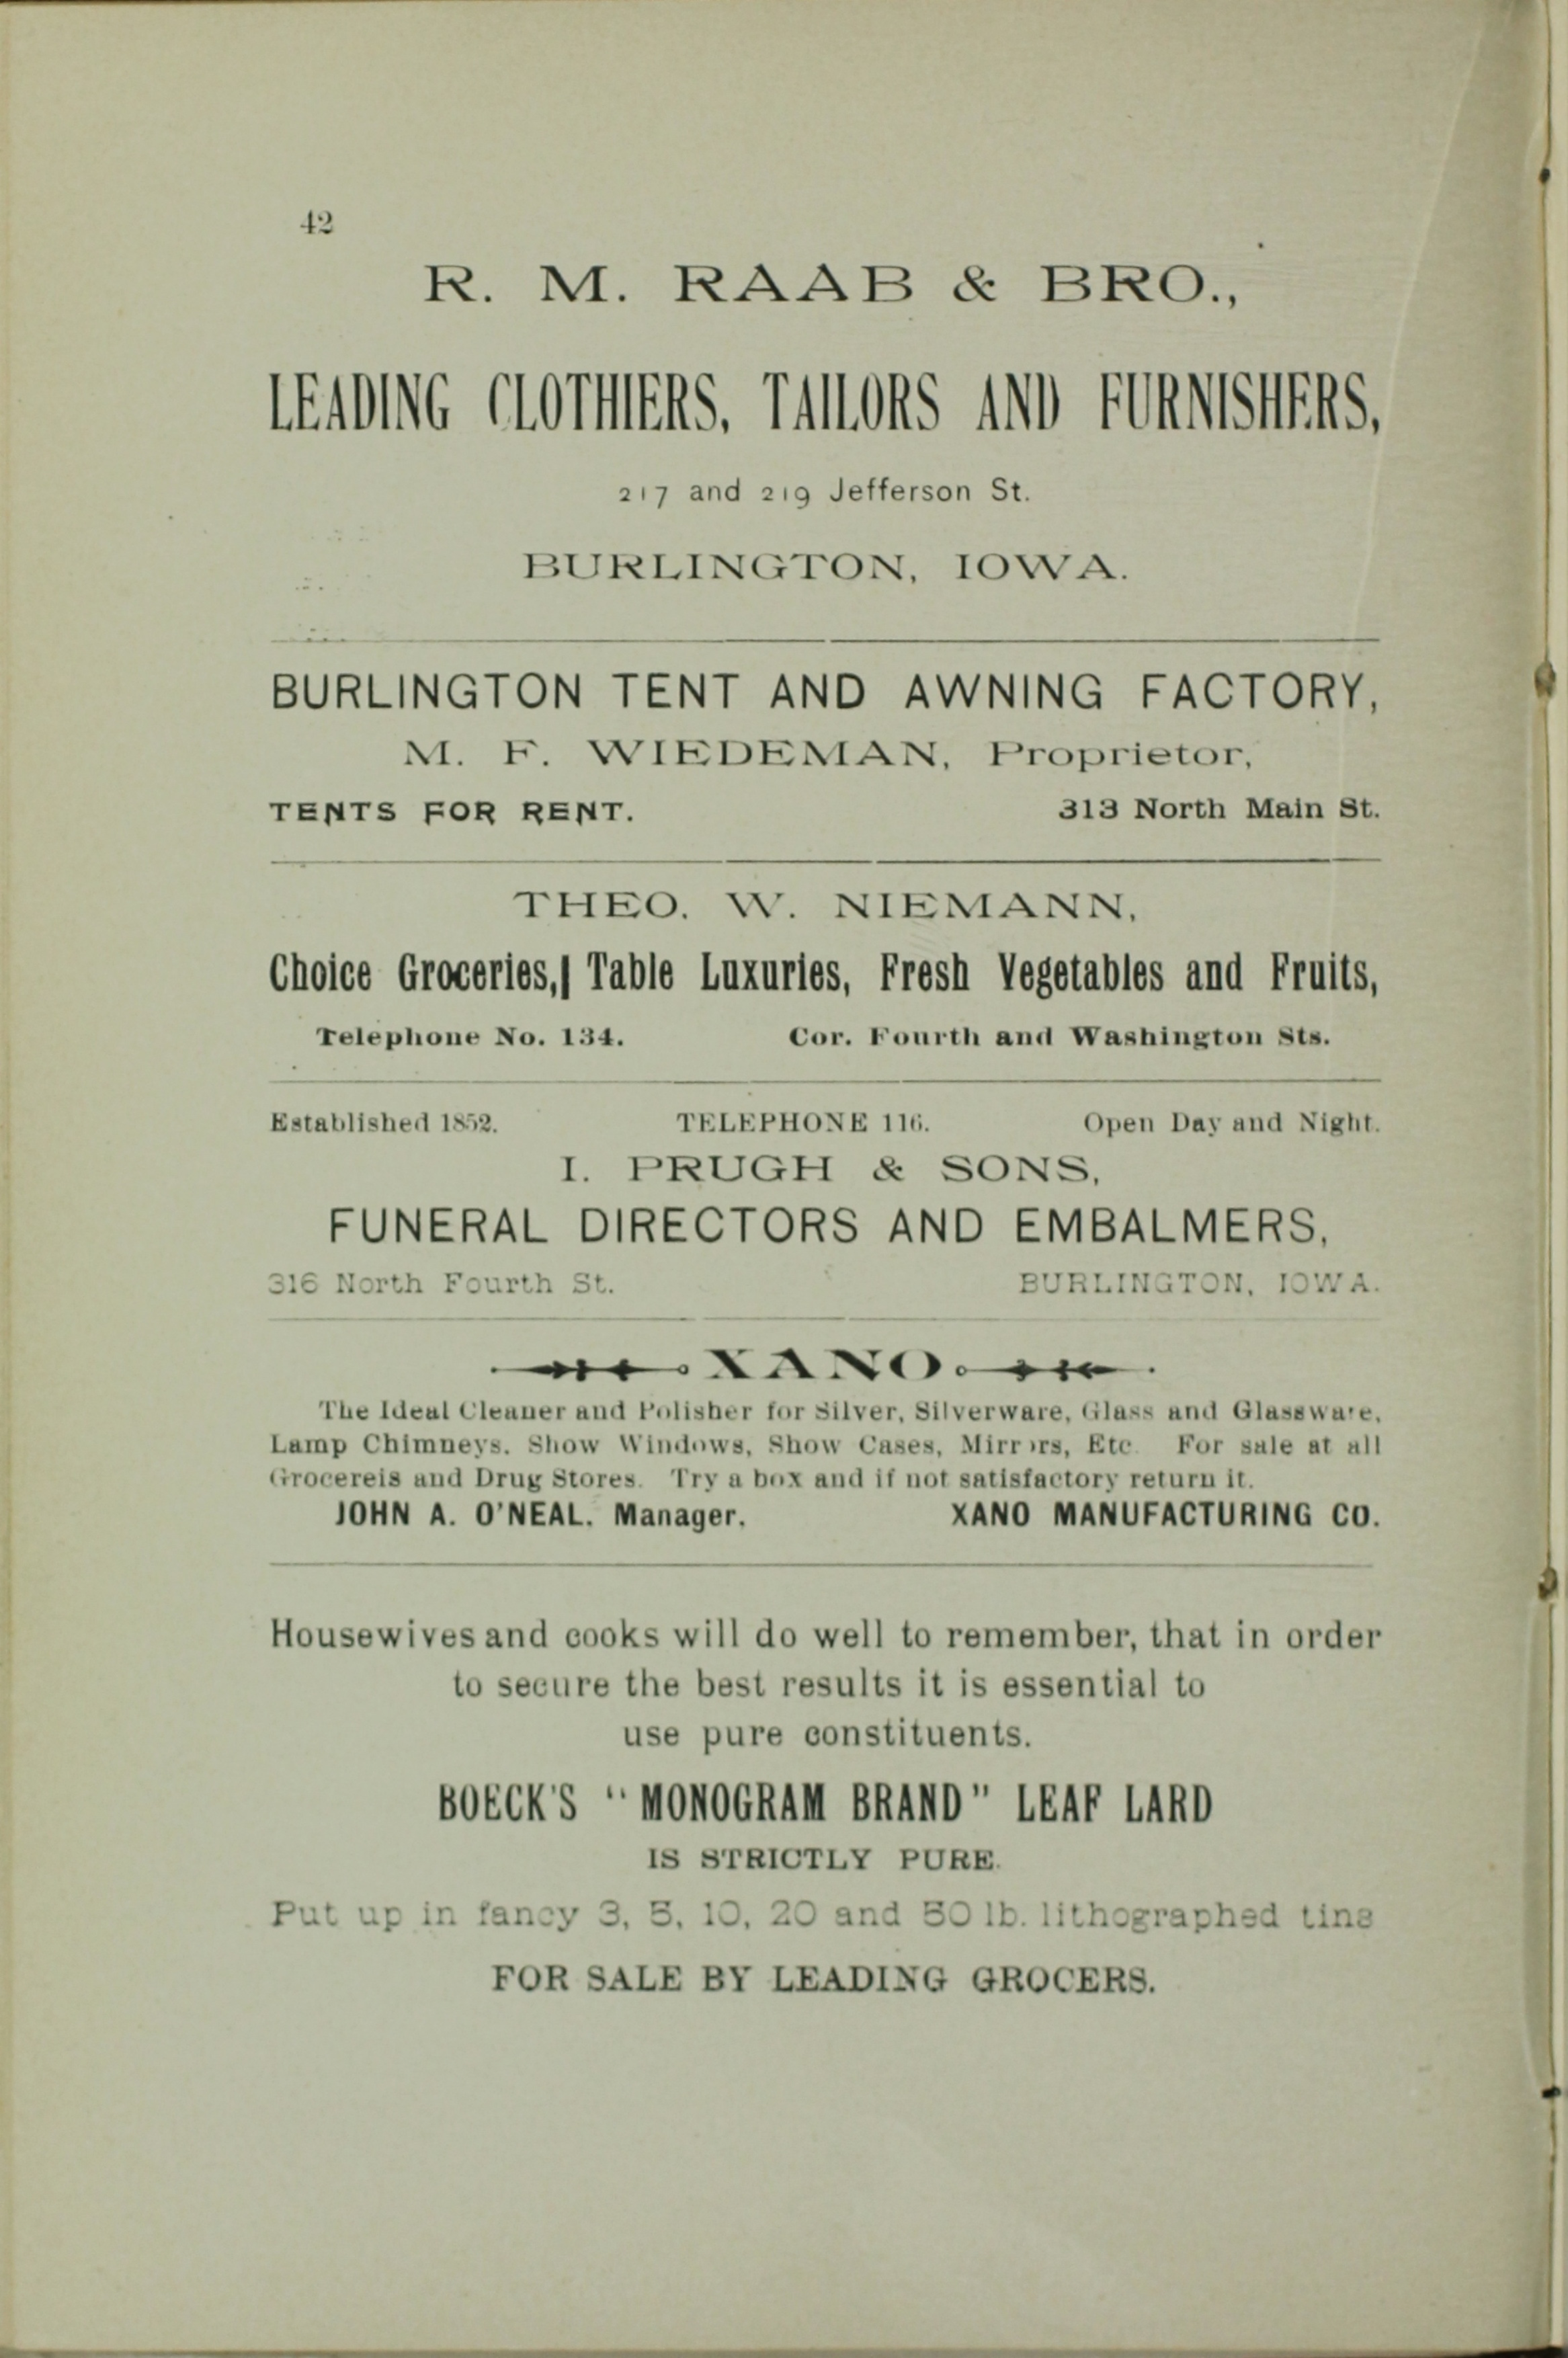 42
R. M. RAAB & BRO.,
LEADING CLOTHIERS, TAILORS AND FURNISHERS,
217 and 219 Jefferson St.
BURLINGTON, IOWA.
BURLINGTON TENT AND AWNING FACTORY,
M. F. WIEDEMAN, Proprietor,
TENTS FOR RENT. 313 North Main St.
THEO. W. NIEMANN,
Choice Groceries, Table Luxuries, Fresh Vegetables and Fruits,
Telephone No. 134. Cor. Fourth and Washington Sts.
Established 1852. TELEPHONE 116. Open Day and Night.
I. PRUGH & SONS,
FUNERAL DIRECTORS AND EMBALMERS,
316 North Fourth St. BURLINGTON, IOWA.
XANO.
The Ideal Cleaner and Polisher for Silver, Silverware, Glass and Glassware,
Lamp Chimneys. Show Windows, Show Cases, Mirrors, Etc. For sale at all
Grocereis and Drug Stores. Try a box and if not satisfactory return it.
JOHN A. O'NEAL. Manager. XANO MANUFACTURING CO.
Housewives and cooks will do well to remember, that in order
to secure the best results it is essential to
use pure constituents.
BOECK'S "MONOGRAM BRAND" LEAF LARD
IS STRICTLY PURE.
Put up in fancy 3, 5, 10, 20 and 50 lb. lithographed tins
FOR SALE BY LEADING GROCERS.